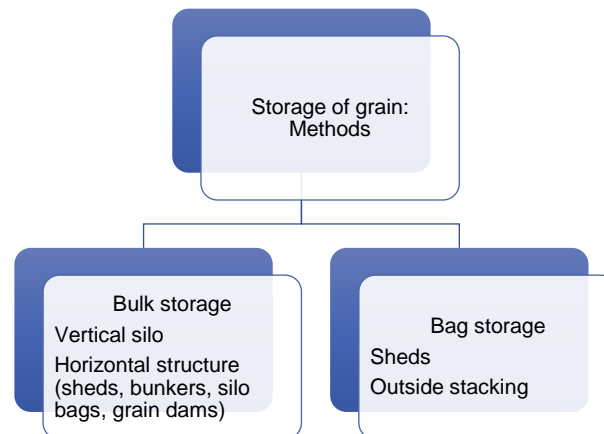 Storage of grain:
Methods
Bulk storage
Vertical silo
Horizontal structure
(sheds, bunkers, silo
bags, grain dams)
Bag storage
Sheds
Outside stacking